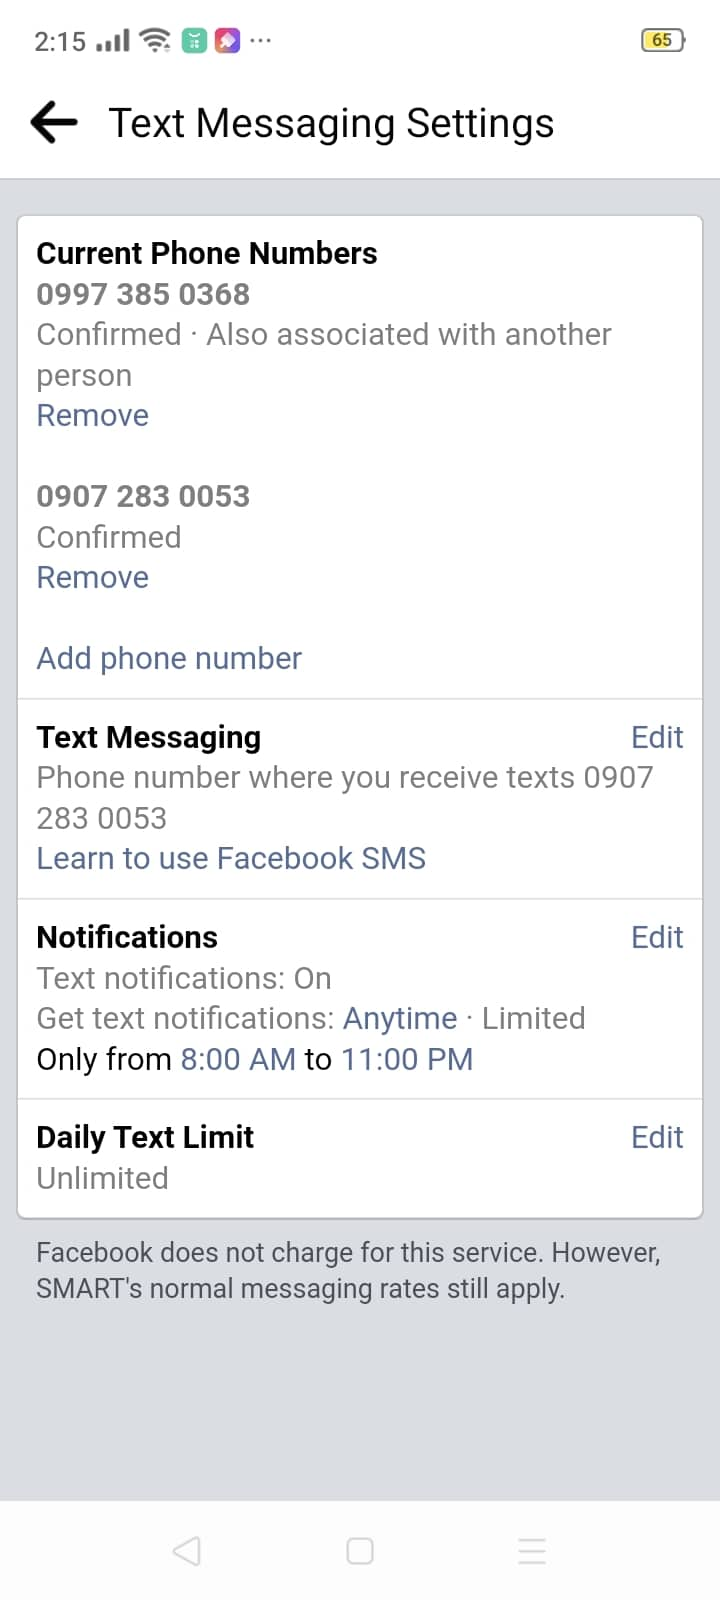 2:15
65
Text Messaging Settings
Current Phone Numbers
0997 385 0368
Confirmed · Also associated with another
person
Remove
0907 283 0053
Confirmed
Remove
Add phone number
Text Messaging
Edit
Phone number where you receive texts 0907
283 0053
Learn to use Facebook SMS
Notifications
Edit
Text notifications: On
Get text notifications: Anytime · Limited
Only from 8:00 AM to 11:00 PM
Daily Text Limit
Edit
Unlimited
Facebook does not charge for this service. However,
SMART's normal messaging rates still apply.